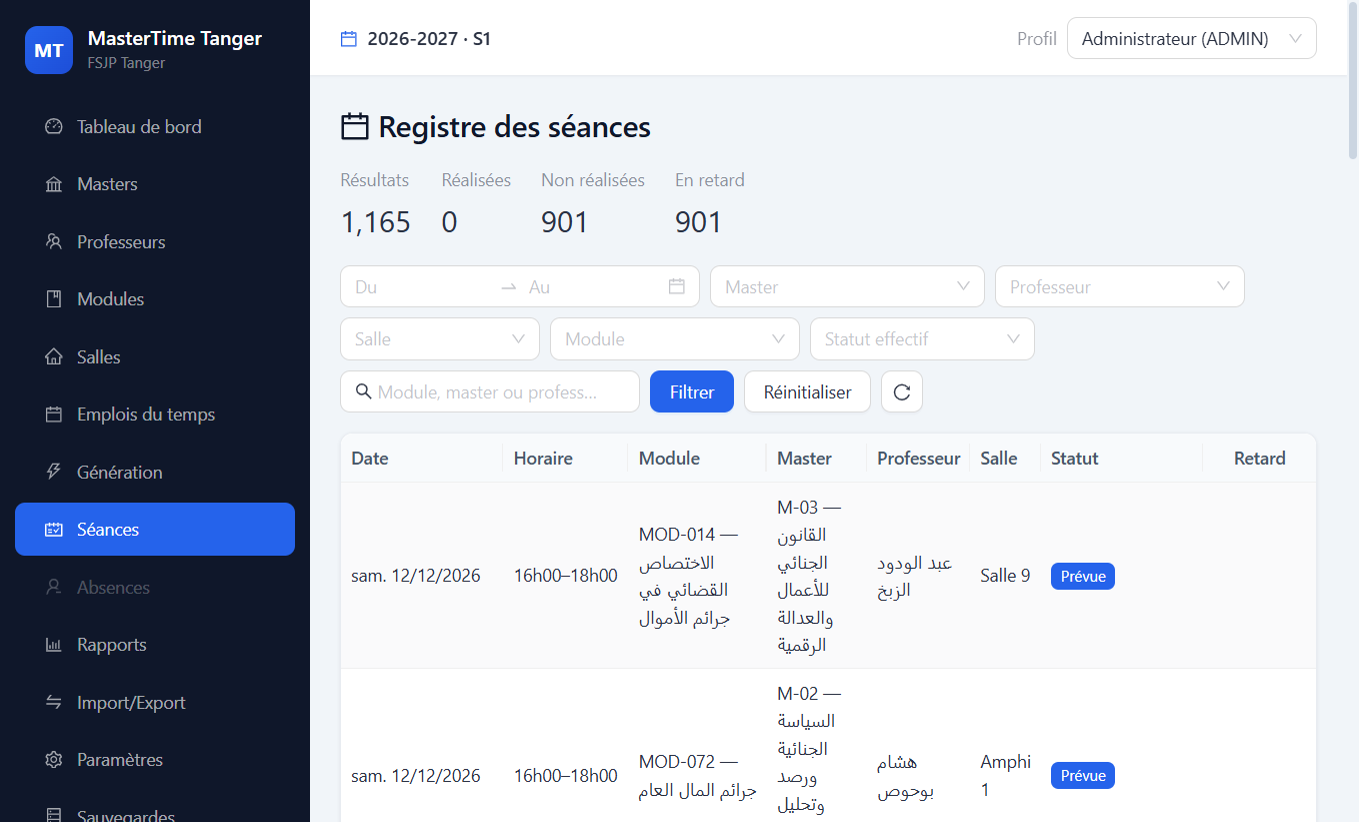 MT
MasterTime Tanger
FSJP Tanger
Tableau de bord
Masters
Professeurs
Modules
Salles
Emplois du temps
Génération
Séances
Absences
Rapports
Import/Export
Paramètres
Sauvegardes
2026-2027 · S1
Profil
Administrateur (ADMIN)
Registre des séances
Résultats Réalisées Non réalisées En retard
1,165 0 901 901
Du → Au
Master
Professeur
Salle
Module
Statut effectif
Module, master ou profess...
Filtrer
Réinitialiser
Date Horaire Module Master Professeur Salle Statut Retard
sam. 12/12/2026
16h00–18h00
MOD-014 —
الاختصاص
القضائي في
جرائم الأموال
M-03 —
القانون
الجنائي
للأعمال
والعدالة
الرقمية
عبد الودود
الزيخ
Salle 9
Prévue
sam. 12/12/2026
16h00–18h00
MOD-072 —
جرائم المال العام
M-02 —
السياسة
الجنائية
ورصد
وتحليل
هشام
بوحوص
Amphi
1
Prévue